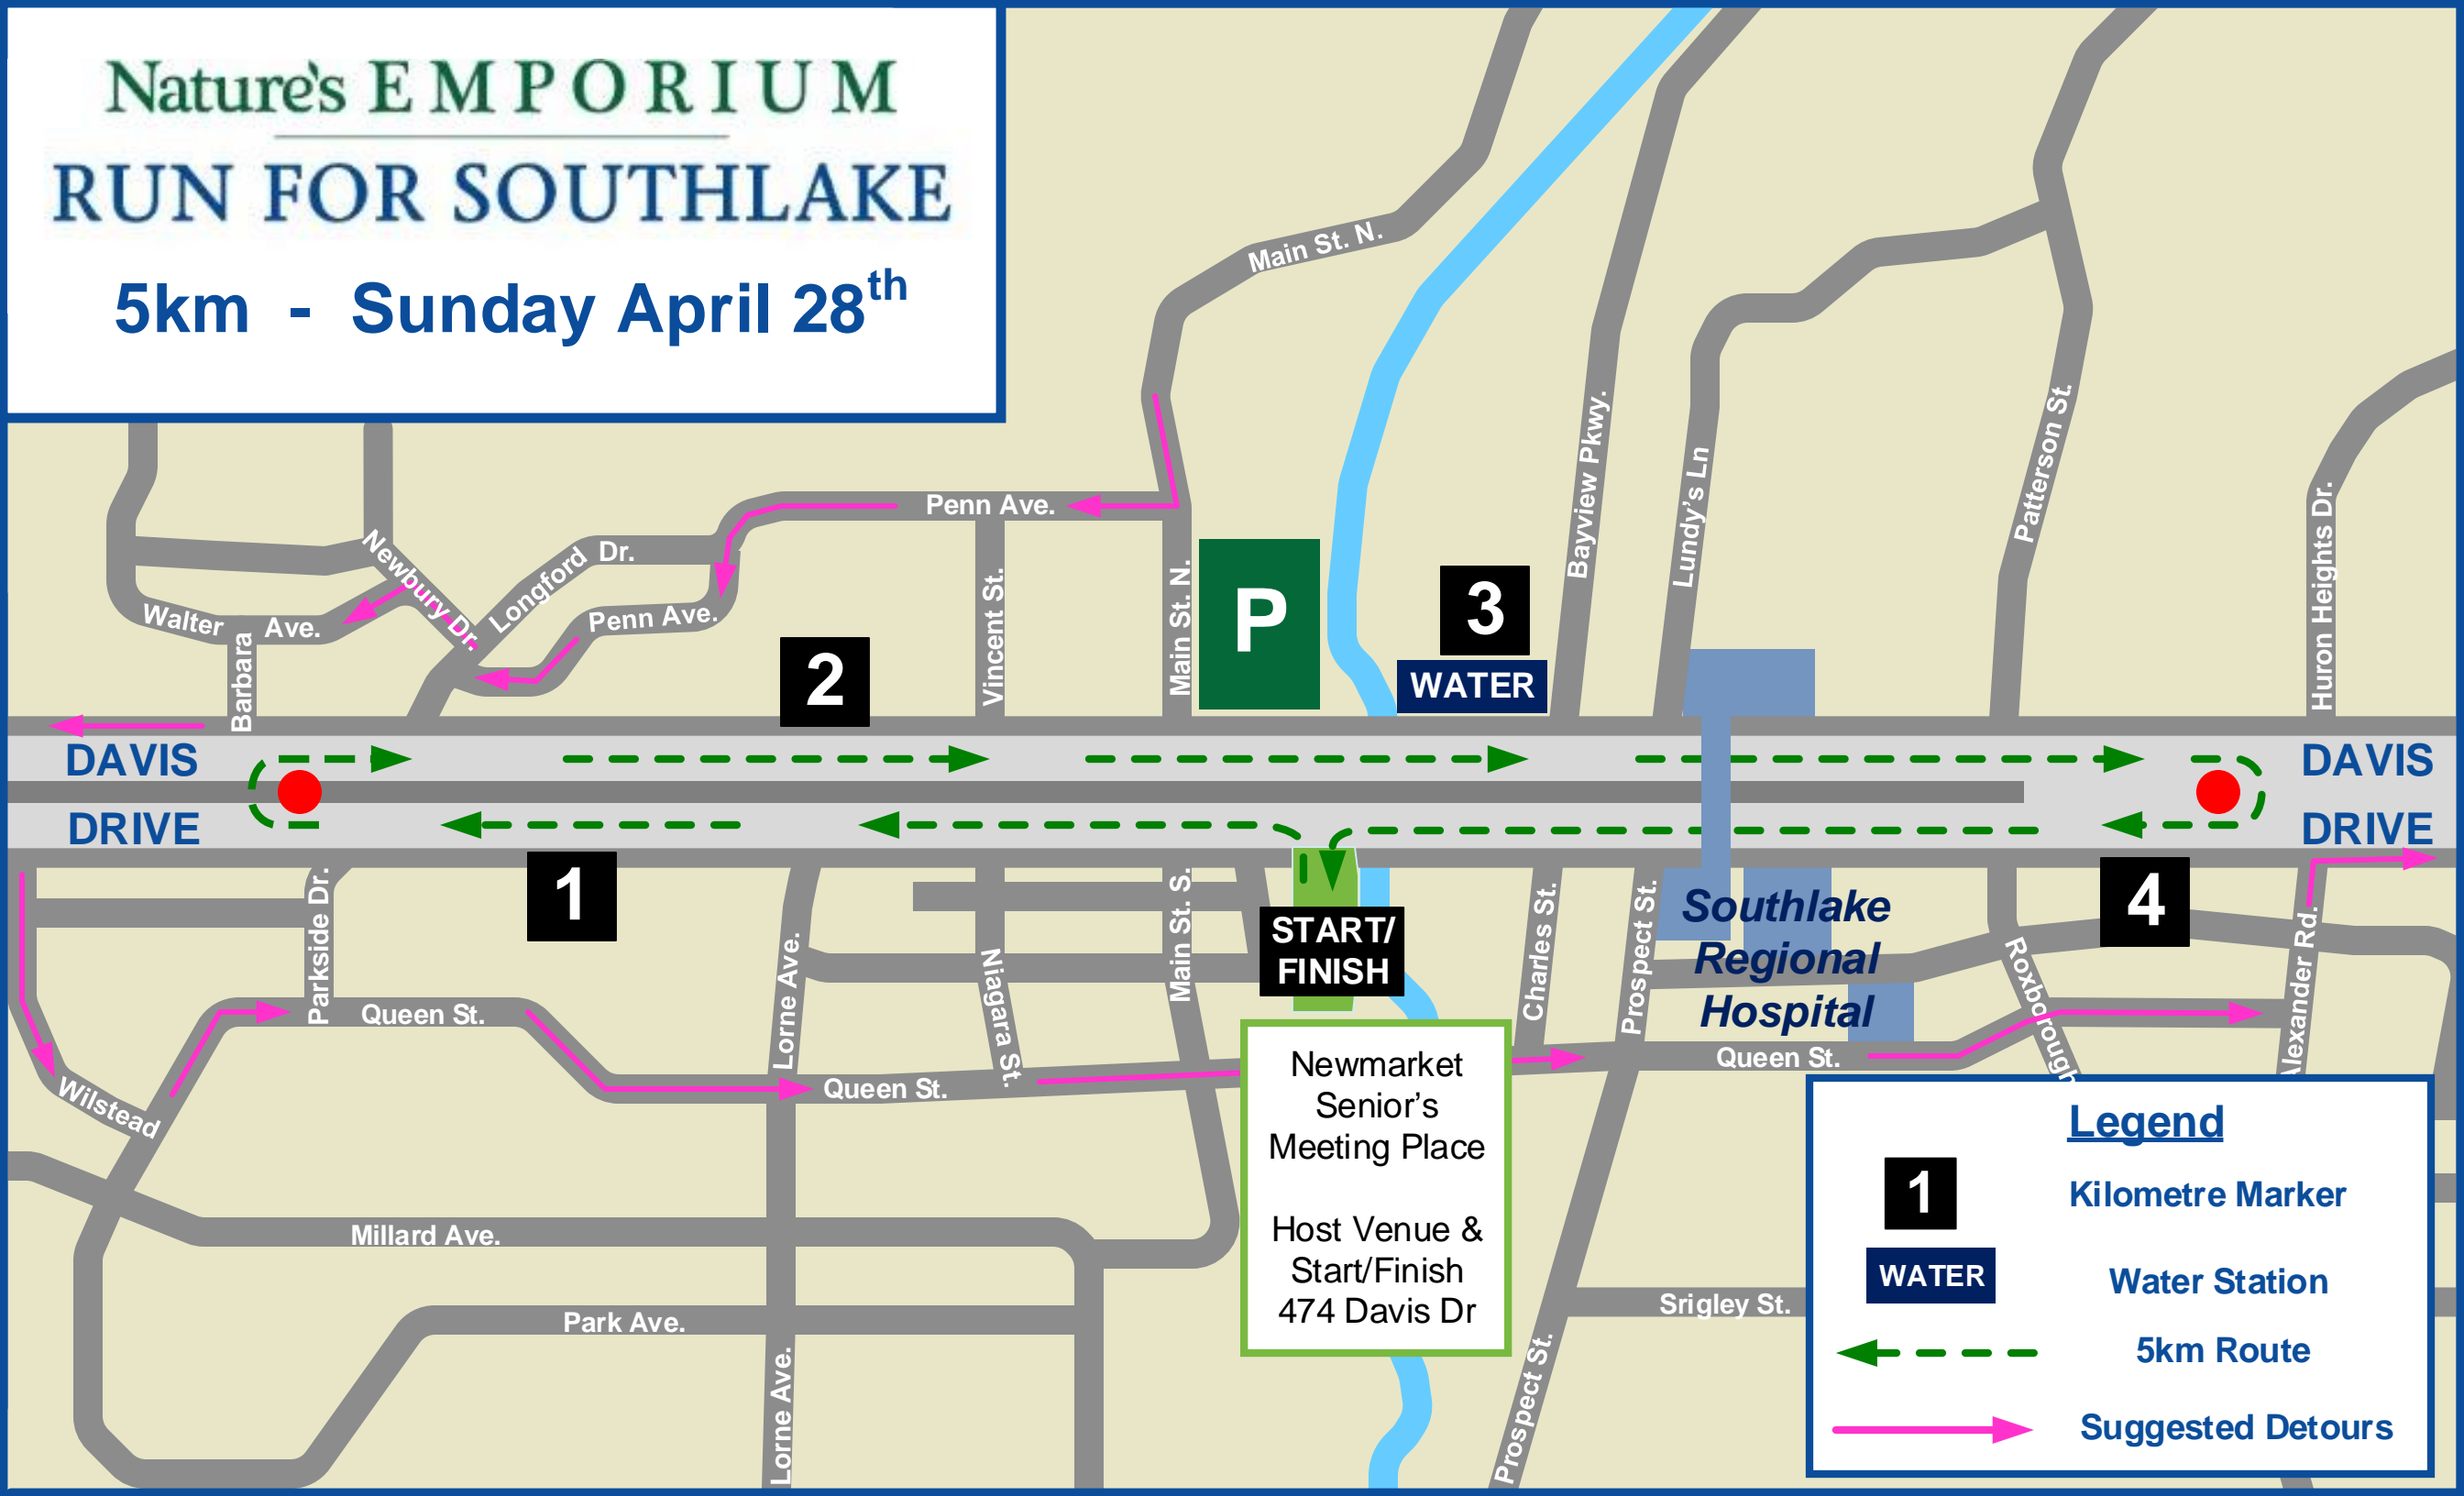 Nature's EMPORIUM
RUN FOR SOUTHLAKE
5km - Sunday April 28th
Main St. N.
Penn Ave.
Newbury Dr.
Longford Dr.
Penn Ave.
Walter Ave.
Barbara
Vincent St.
Main St. N.
P
2
3
WATER
Bayview Pkwy.
Lundy's Ln
Patterson St.
Huron Heights Dr.
DAVIS
DRIVE
DAVIS
DRIVE
1
4
START/
FINISH
Parkside Dr.
Queen St.
Lorne Ave.
Niagara St.
Main St. S.
Charles St.
Prospect St.
Southlake
Regional
Hospital
Roxborough
Alexander Rd.
Wilstead
Queen St.
Queen St.
Newmarket
Senior's
Meeting Place
Host Venue &
Start/Finish
474 Davis Dr
Millard Ave.
Park Ave.
Lorne Ave.
Prospect St.
Srigley St.
Legend
1
Kilometre Marker
WATER
Water Station
5km Route
Suggested Detours